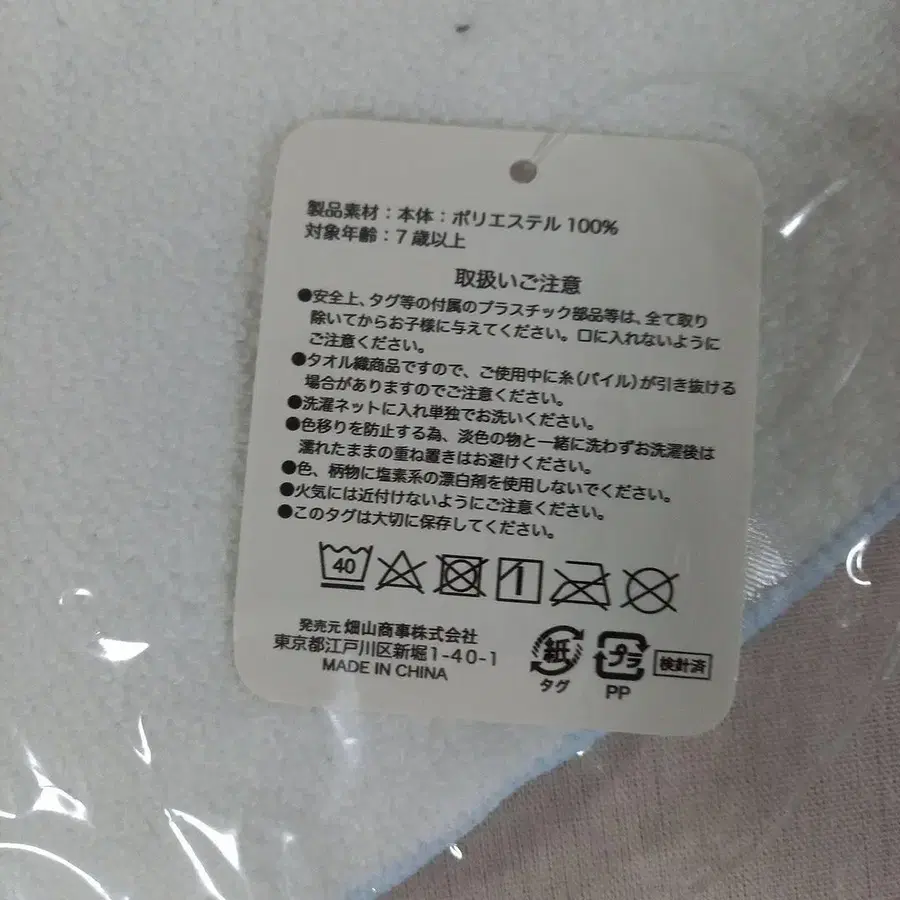 製品素材：本体：ポリエステル 100%
対象年齢：7 歳以上
取扱いご注意
●安全上、タグ等の付属のプラスチック部品等は、全て取り
除いてからお子様に与えてください。口に入れないように
ご注意ください。
●タオル織商品ですので、ご使用中に糸（パイル）が引き抜ける
場合がありますのでご注意ください。
●洗濯ネットに入れ単独でお洗いください。
●色移りを防止する為、淡色の物と一緒に洗わずお洗濯後は
濡れたままの重ね置きはお避けください。
●色、柄物に塩素系の漂白剤を使用しないでください。
●火気には近付けないようにご注意ください。
●このタグは大切に保存してください。
40
発売元 畑山商事株式会社
東京都江戸川区新堀1-40-1
MADE IN CHINA
紙
タグ
プラ
PP
検針済